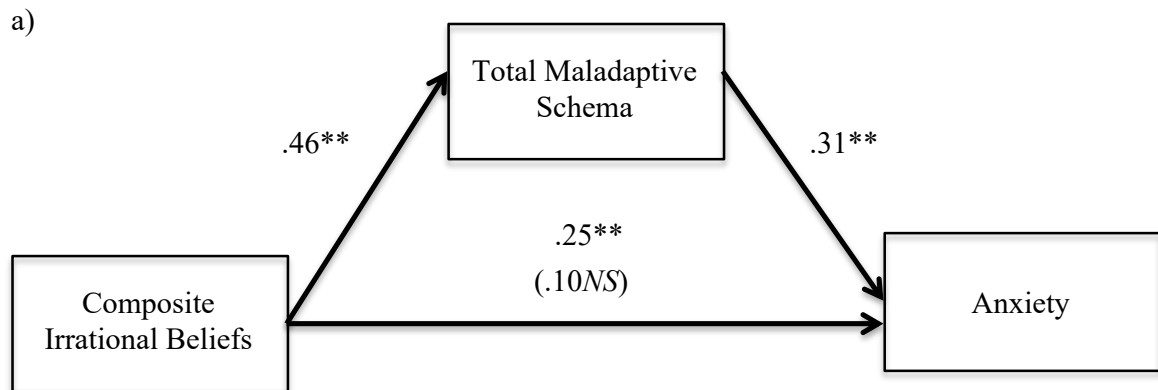 a)
Total Maladaptive
Schema
.46**
.31**
.25**
(.10NS)
Composite
Irrational Beliefs
Anxiety